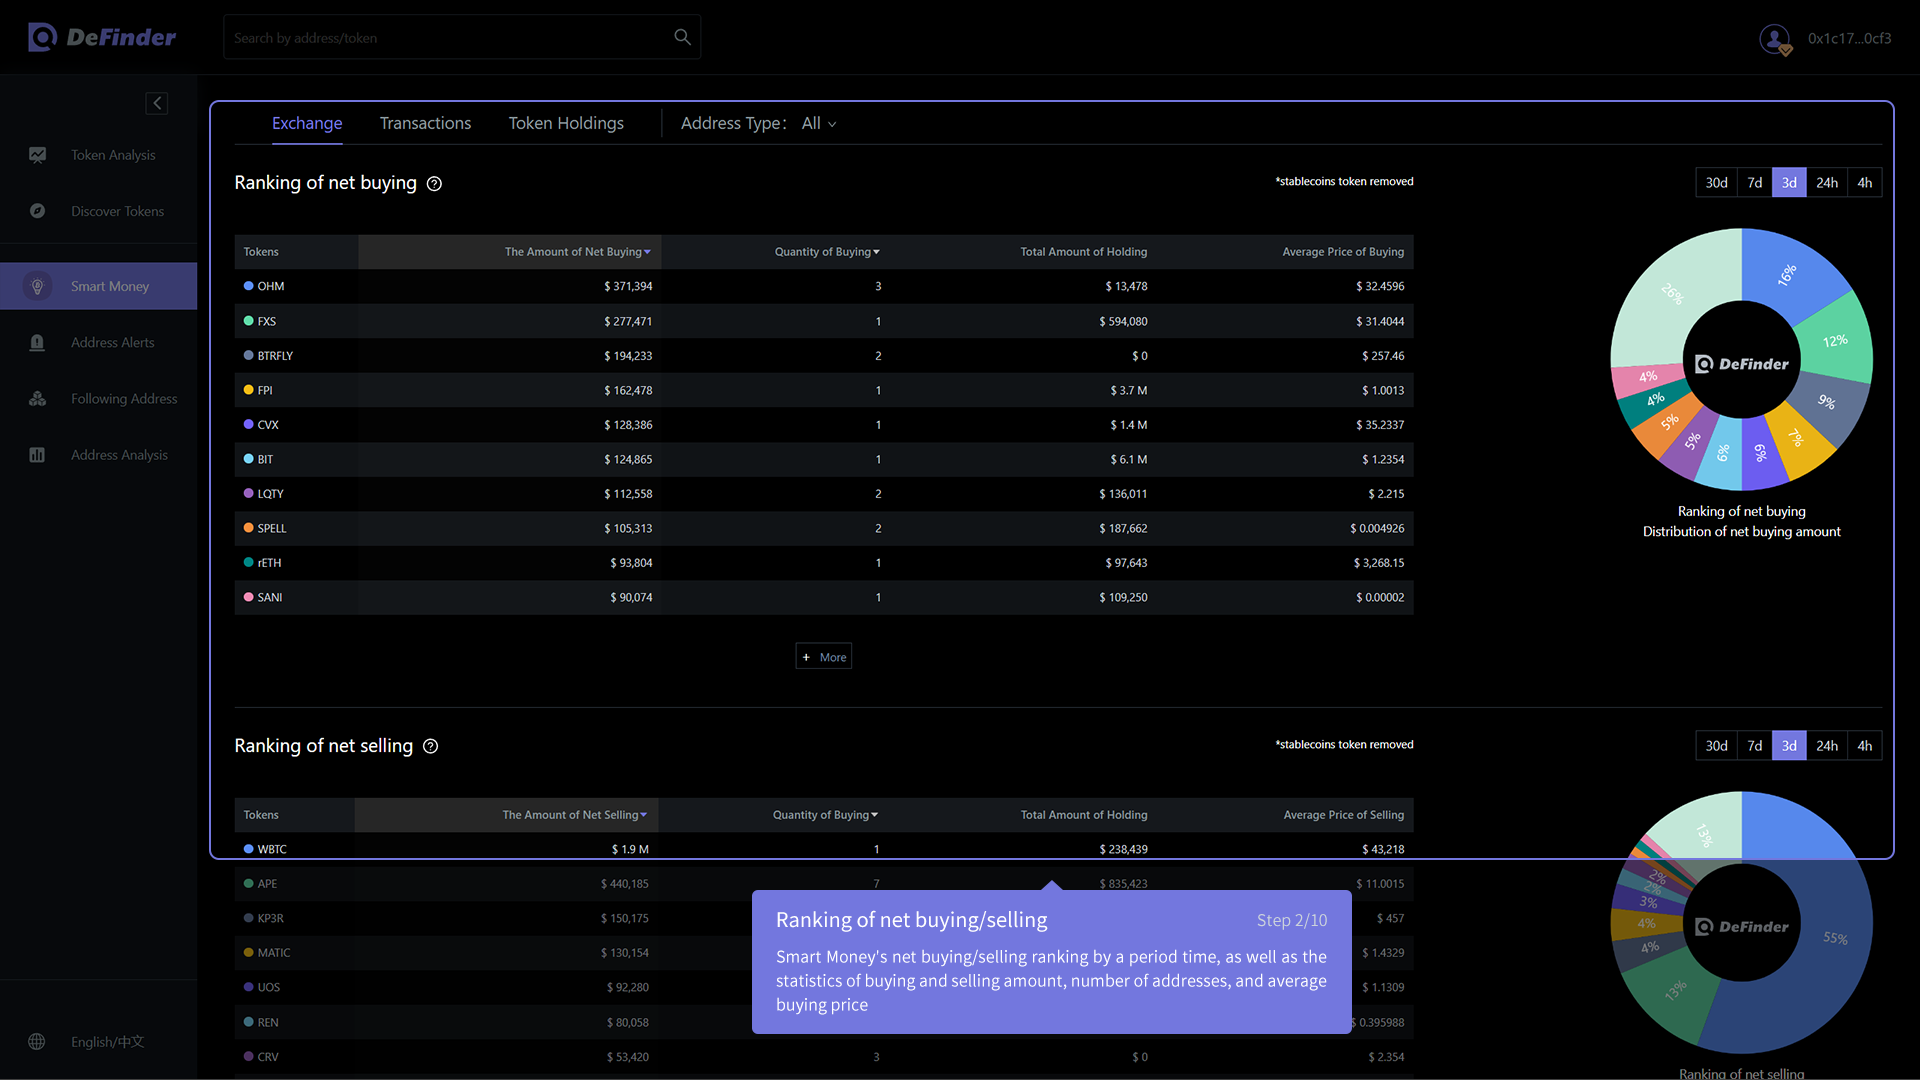 DeFinder
Search by address/token
0x1c17...0cf3
Token Analysis
Discover Tokens
Smart Money
Address Alerts
Following Address
Address Analysis
English/中文
Exchange Transactions Token Holdings Address Type: All
Ranking of net buying
*stablecoins token removed
30d 7d 3d 24h 4h
Tokens The Amount of Net Buying Quantity of Buying Total Amount of Holding Average Price of Buying
OHM $ 371,394 3 $ 13,478 $ 32.4596
FXS $ 277,471 1 $ 594,080 $ 31.4044
BTRFLY $ 194,233 2 $ 0 $ 257.46
FPI $ 162,478 1 $ 3.7 M $ 1.0013
CVX $ 128,386 1 $ 1.4 M $ 35.2337
BIT $ 124,865 1 $ 6.1 M $ 1.2354
LQTY $ 112,558 2 $ 136,011 $ 2.215
SPELL $ 105,313 2 $ 187,662 $ 0.004926
rETH $ 93,804 1 $ 97,643 $ 3,268.15
SANI $ 90,074 1 $ 109,250 $ 0.00002
+ More
16%
12%
9%
7%
6%
6%
5%
5%
4%
4%
26%
DeFinder
Ranking of net buying
Distribution of net buying amount
Ranking of net selling
*stablecoins token removed
30d 7d 3d 24h 4h
Tokens The Amount of Net Selling Quantity of Buying Total Amount of Holding Average Price of Selling
WBTC $ 1.9 M 1 $ 238,439 $ 43,218
APE $ 440,185 7 $ 835,423 $ 11.0015
KP3R $ 150,175 $ 457
MATIC $ 130,154 $ 1.4329
UOS $ 92,280 $ 1.1309
REN $ 80,058 $ 0.395988
CRV $ 53,420 3 $ 0 $ 2.354
Ranking of net buying/selling
Step 2/10
Smart Money's net buying/selling ranking by a period time, as well as the
statistics of buying and selling amount, number of addresses, and average
buying price
55%
13%
4%
4%
3%
2%
2%
13%
DeFinder
Ranking of net selling